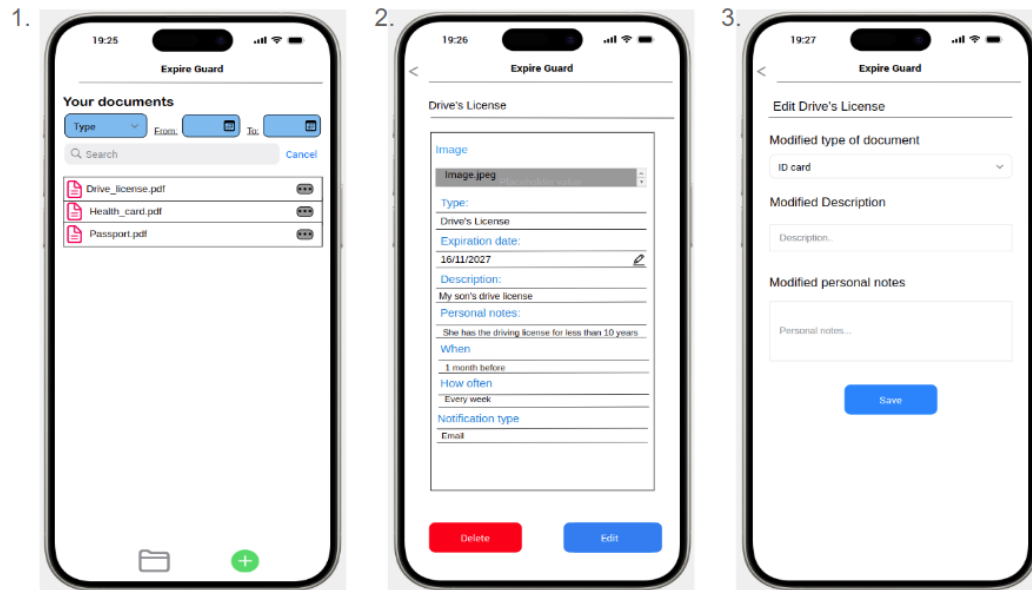 1.
19:25
Expire Guard
Your documents
Type From: To:
Search Cancel
Drive_license.pdf
Health_card.pdf
Passport.pdf
2.
19:26
Expire Guard
Drive's License
Image
Image.jpeg
Placeholder value
Type:
Drive's License
Expiration date:
16/11/2027
Description:
My son's drive license
Personal notes:
She has the driving license for less than 10 years
When
1 month before
How often
Every week
Notification type
Email
Delete Edit
3.
19:27
Expire Guard
Edit Drive's License
Modified type of document
ID card
Modified Description
Description..
Modified personal notes
Personal notes...
Save